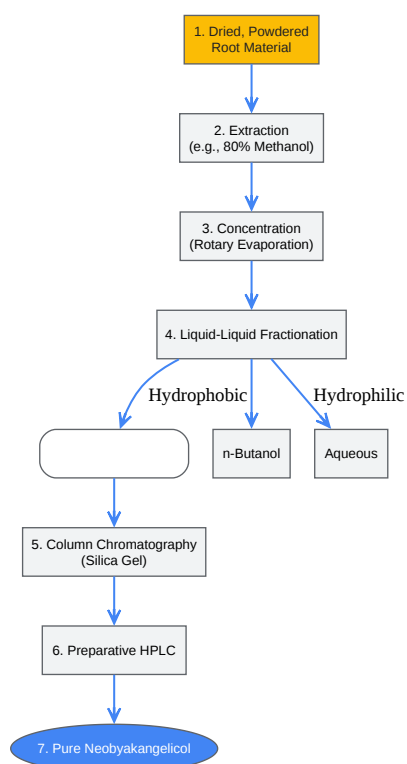 1. Dried, Powdered
Root Material
2. Extraction
(e.g., 80% Methanol)
3. Concentration
(Rotary Evaporation)
4. Liquid-Liquid Fractionation
Hydrophobic
Hydrophilic
n-Butanol
Aqueous
5. Column Chromatography
(Silica Gel)
6. Preparative HPLC
7. Pure Neobyakangelicol